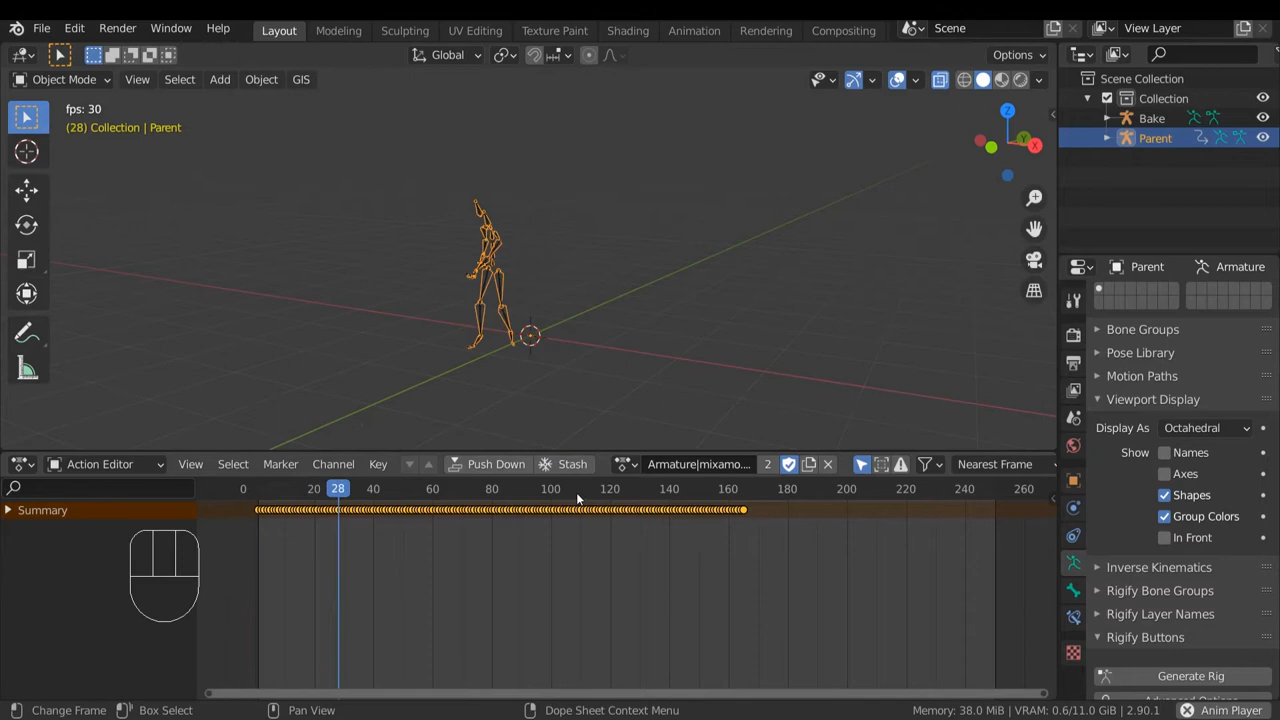 File Edit Render Window Help Layout Modeling Sculpting UV Editing Texture Paint Shading Animation Rendering Compositing Scene View Layer
Global Options
Object Mode View Select Add Object GIS
Scene Collection
Collection
Bake
Parent
fps: 30
(28) Collection | Parent
Z
Y
X
Parent Armature
Bone Groups
Pose Library
Motion Paths
Viewport Display
Display As Octahedral
Show Names
Axes
Shapes
Group Colors
In Front
Inverse Kinematics
Rigify Bone Groups
Rigify Layer Names
Rigify Buttons
Generate Rig
Advanced Options
Action Editor View Select Marker Channel Key Push Down Stash Armature|mixamo.... 2 Nearest Frame
0 20 28 40 60 80 100 120 140 160 180 200 220 240 260
Summary
Change Frame Box Select Pan View Dope Sheet Context Menu Memory: 38.0 MiB | VRAM: 0.6/11.0 GiB | 2.90.1 Anim Player